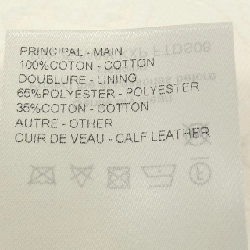 PRINCIPAL - MAIN
100%COTON - COTTON
DOUBLURE - LINING
65%POLYESTER - POLYESTER
35%COTON - COTTON
AUTRE - OTHER
CUIR DE VEAU - CALF LEATHER